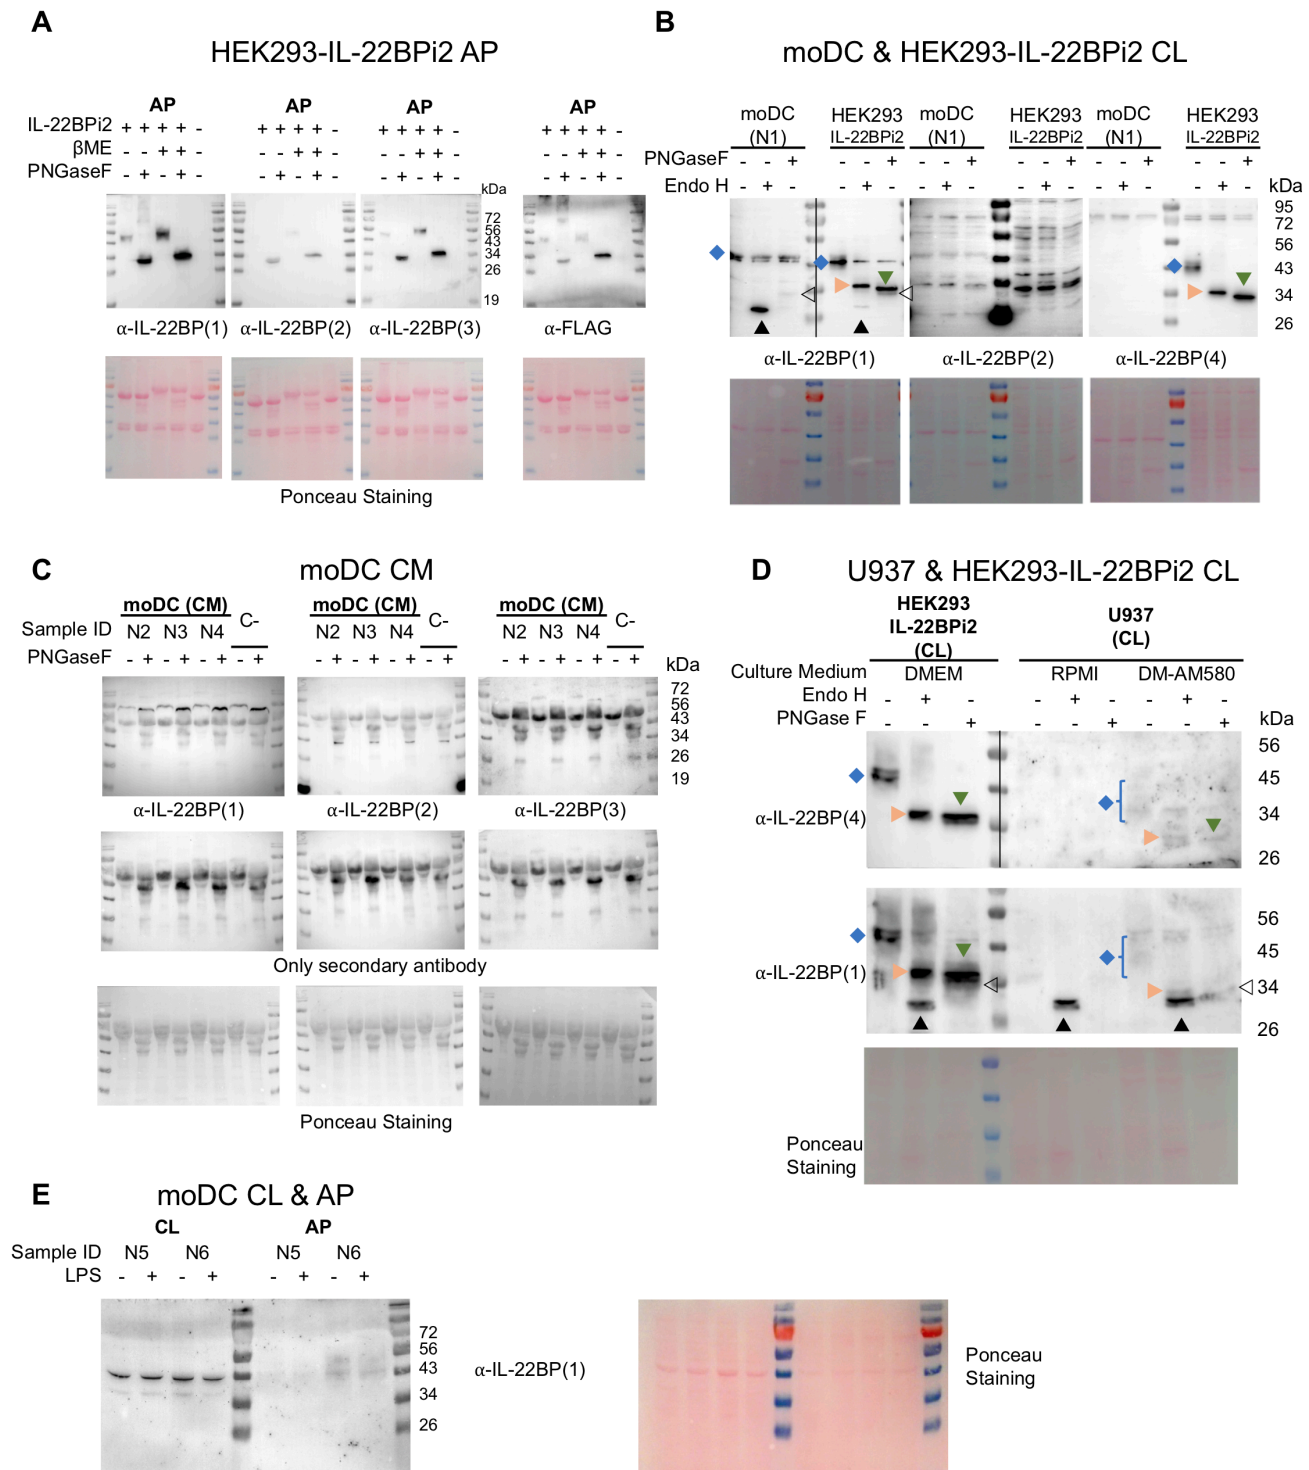 A
HEK293-IL-22BPi2 AP
AP AP AP AP
IL-22BPi2 + + + + - + + + + - + + + + - + + + + -
βME - - + + - - - + + - - - + + - - - + + -
PNGaseF - + - + - - + - + - - + - + - - + - + -
kDa
72
56
43
34
26
19
α-IL-22BP(1) α-IL-22BP(2) α-IL-22BP(3) α-FLAG
Ponceau Staining
B
moDC & HEK293-IL-22BPi2 CL
moDC HEK293 moDC HEK293 moDC HEK293
(N1) IL-22BPi2 (N1) IL-22BPi2 (N1) IL-22BPi2
PNGaseF - - + - - + - - + - - + - - + - - +
Endo H - + - - + - - + - - + - - + - - + -
kDa
95
72
56
43
34
26
α-IL-22BP(1) α-IL-22BP(2) α-IL-22BP(4)
C
moDC CM
moDC (CM) C- moDC (CM) C- moDC (CM) C-
Sample ID N2 N3 N4 N2 N3 N4 N2 N3 N4
PNGaseF - + - + - + - + - + - + - + - + - + - + - + - +
kDa
72
56
43
34
26
19
α-IL-22BP(1) α-IL-22BP(2) α-IL-22BP(3)
Only secondary antibody
Ponceau Staining
D
U937 & HEK293-IL-22BPi2 CL
HEK293
IL-22BPi2
(CL)
U937
(CL)
Culture Medium DMEM RPMI DM-AM580
Endo H - + - - + - - + -
PNGase F - - + - - + - - +
kDa
56
45
34
26
α-IL-22BP(4)
56
45
34
26
α-IL-22BP(1)
Ponceau
Staining
E
moDC CL & AP
CL AP
Sample ID N5 N6 N5 N6
LPS - + - + - + - +
72
56
43
34
26
α-IL-22BP(1)
Ponceau
Staining